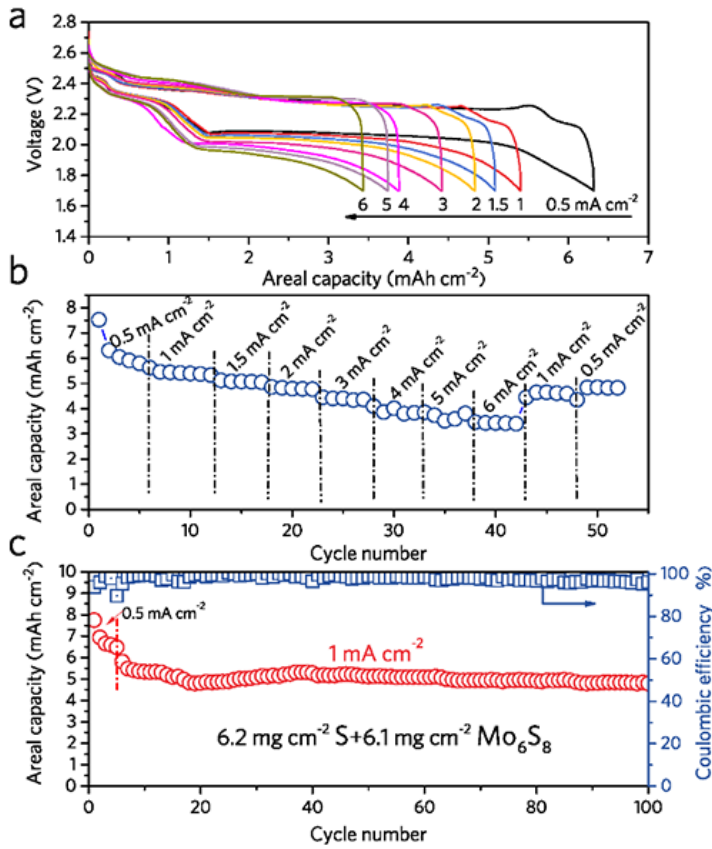 a
2.8
2.6
2.4
2.2
2.0
1.8
1.6
1.4
Voltage (V)
6 5 4 3 2 1.5 1 0.5 mA cm⁻²
0 1 2 3 4 5 6 7
Areal capacity (mAh cm⁻²)
b
8
7
6
5
4
3
2
1
0
Areal capacity (mAh cm⁻²)
0.5 mA cm⁻²
1 mA cm⁻²
1.5 mA cm⁻²
2 mA cm⁻²
3 mA cm⁻²
4 mA cm⁻²
5 mA cm⁻²
6 mA cm⁻²
1 mA cm⁻²
0.5 mA cm⁻²
0 10 20 30 40 50
Cycle number
c
10
9
8
7
6
5
4
3
2
1
0
Areal capacity (mAh cm⁻²)
0.5 mA cm⁻²
1 mA cm⁻²
6.2 mg cm⁻² S+6.1 mg cm⁻² Mo₆S₈
100
80
60
40
20
0
Coulombic efficiency %)
0 20 40 60 80 100
Cycle number